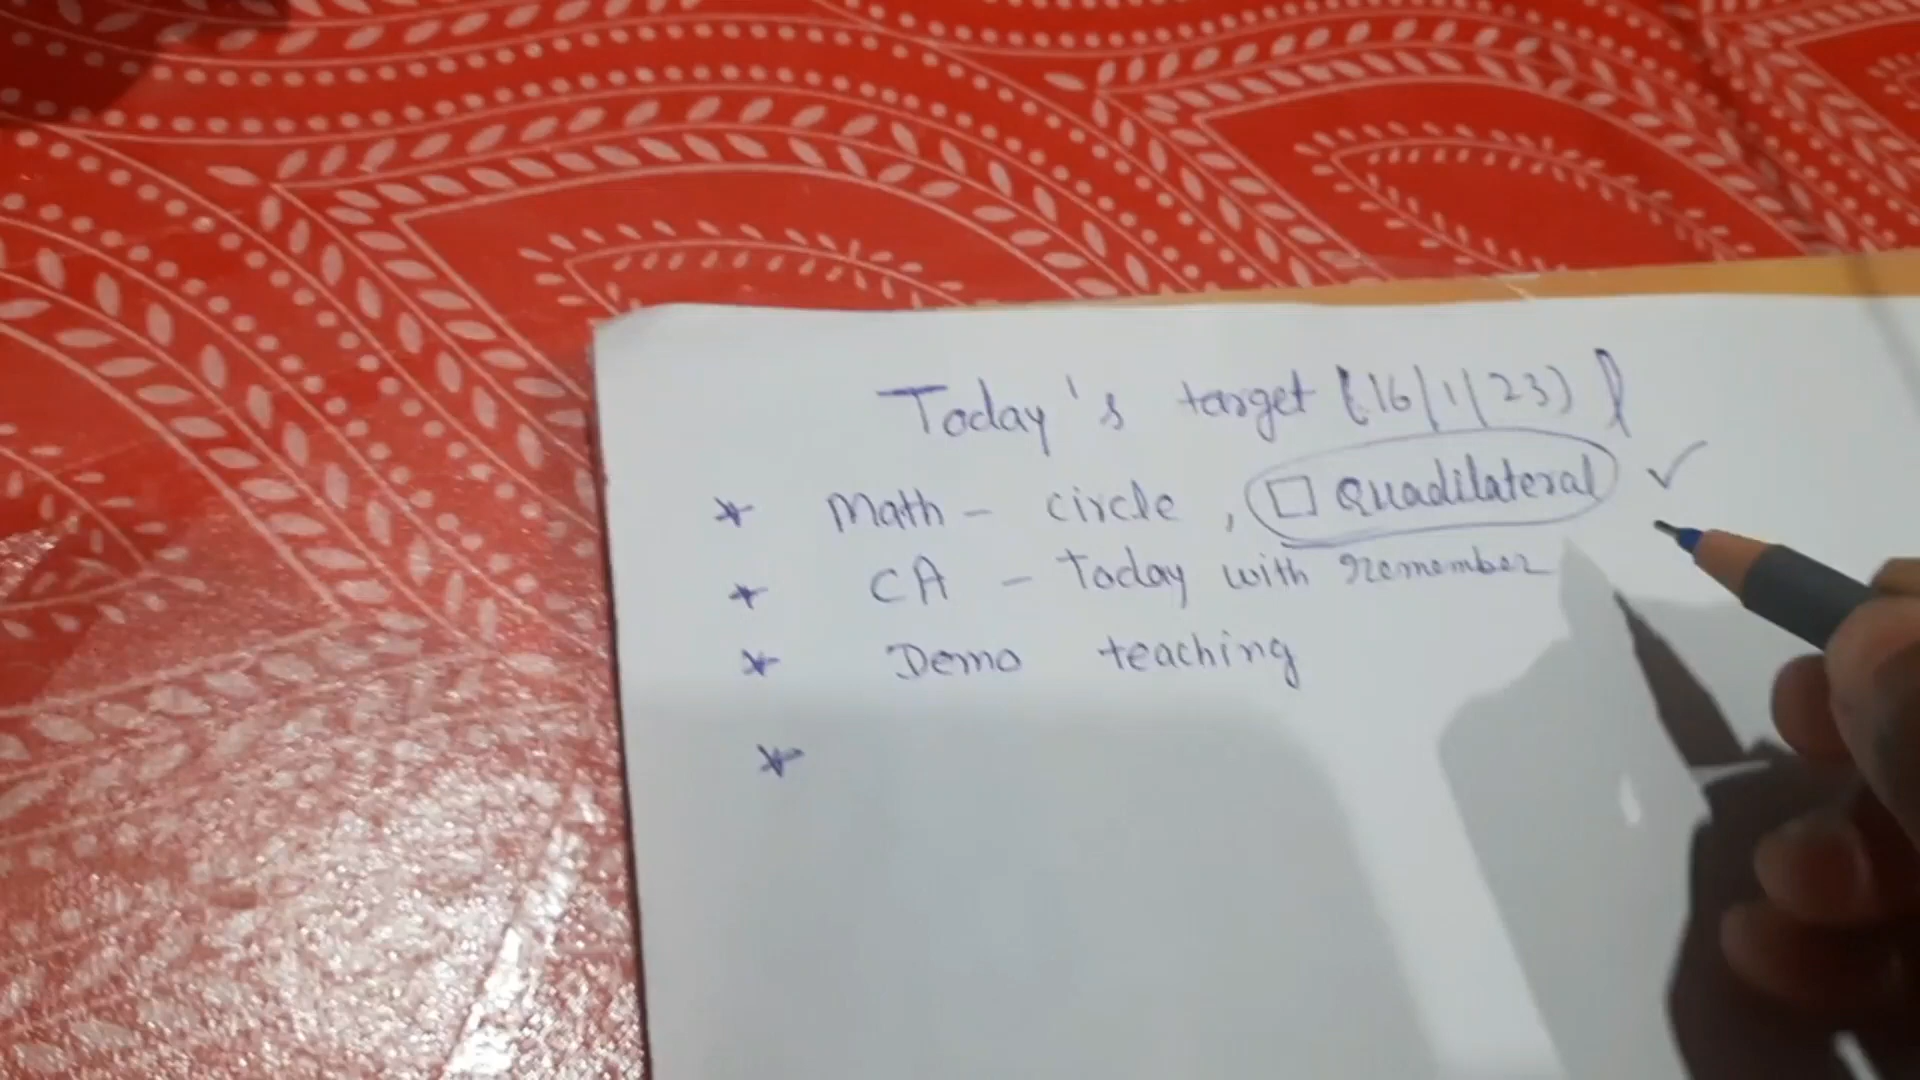 Today's target (16/1/23)
* Math - circle, □ Quadilateral ✓
* CA - Today with remember
* Demo teaching
*